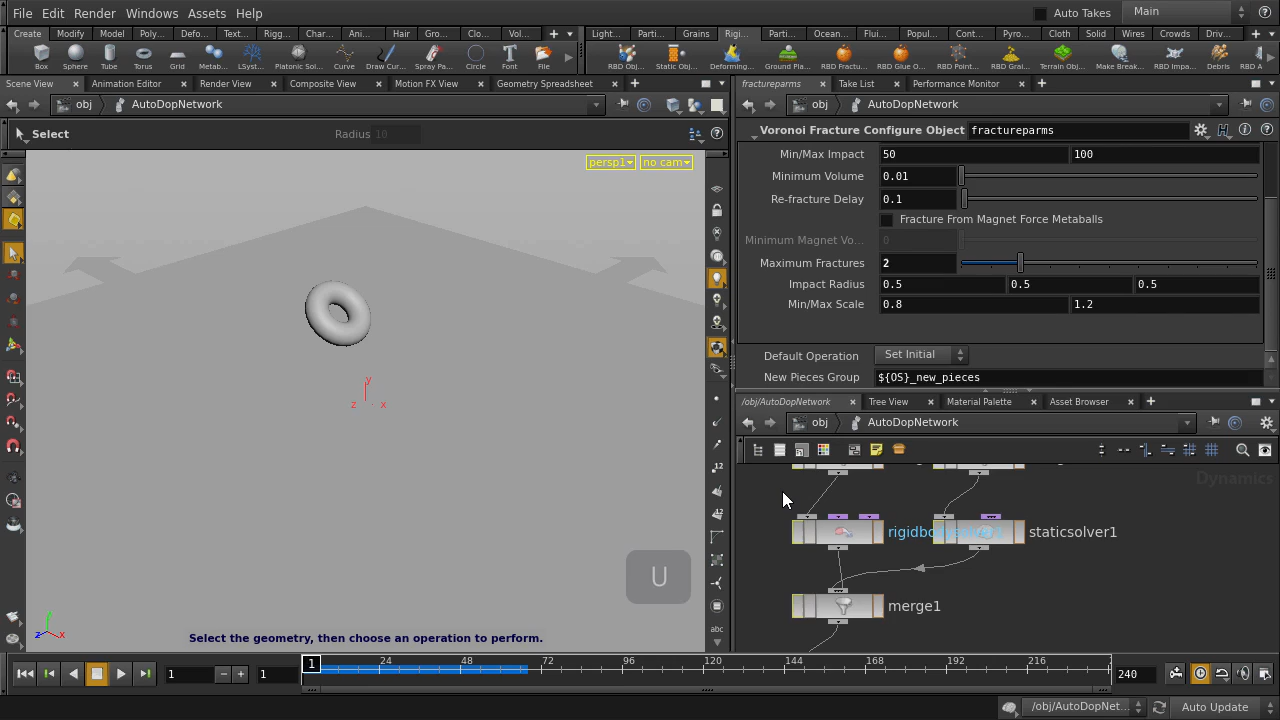 File Edit Render Windows Assets Help Auto Takes Main
Create Modify Model Poly... Defo... Text... Rigg... Char... Ani... Hair Gro... Clo... Vol... Light... Parti... Grains Rigi... Parti... Ocean... Flui... Popul... Cont... Pyro... Cloth Solid Wires Crowds Driv...
Box Sphere Tube Torus Grid Metab... LSyst... Platonic Sol... Curve Draw Cur... Spray Pa... Circle Line Font File RBD Obj... Static Obj... Deforming... Ground Pla... RBD Fractu... RBD Glue O... RBD Point... RBD Grai... Terrain Obj... Make Break... RBD Impa... Debris RBD A
Scene View Animation Editor Render View Composite View Motion FX View Geometry Spreadsheet fractureparms Take List Performance Monitor
obj AutoDopNetwork obj AutoDopNetwork
Select Radius 10 Voronoi Fracture Configure Object fractureparms
persp1 no cam
Min/Max Impact 50 100
Minimum Volume 0.01
Re-fracture Delay 0.1
Fracture From Magnet Force Metaballs
Minimum Magnet Vo... 0
Maximum Fractures 2
Impact Radius 0.5 0.5 0.5
Min/Max Scale 0.8 1.2
Default Operation Set Initial
New Pieces Group ${OS}_new_pieces
y
z x
/obj/AutoDopNetwork Tree View Material Palette Asset Browser
obj AutoDopNetwork
Dynamics
staticsolver1
merge1
U
y
z x
Select the geometry, then choose an operation to perform.
abc
1 1 1 24 48 72 96 120 144 168 192 216 240
/obj/AutoDopNet... Auto Update